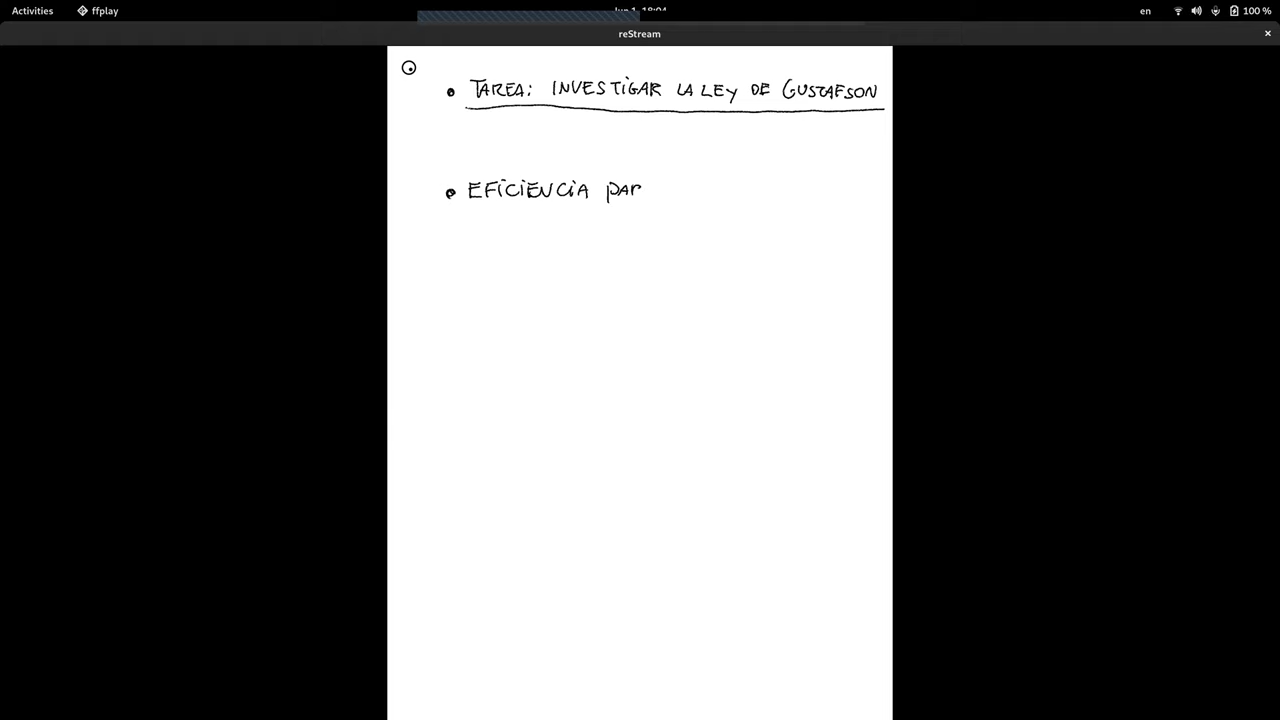 Activities ffplay en 100 %
reStream
• TAREA: INVESTIGAR LA LEY DE GUSTAFSON
• EFICIENCIA par